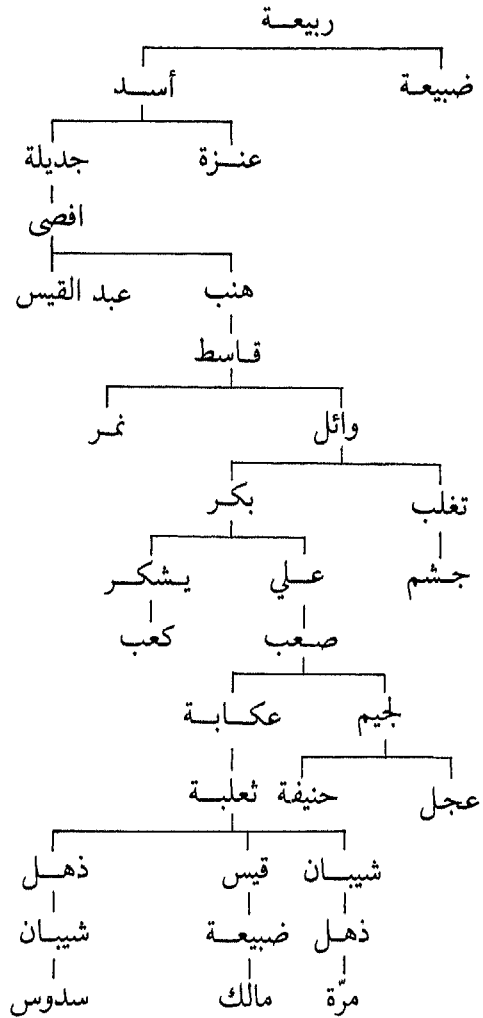 ربيعة
ضبيعة أسد
عنزة جديلة
افصى
هنب عبد القيس
قاسط
وائل نمر
تغلب بكر
جشم علي يشكر
صعب كعب
لجيم عكابة
عجل حنيفة ثعلبة
شيبان قيس ذهل
ذهل ضبيعة شيبان
مرّة مالك سدوس